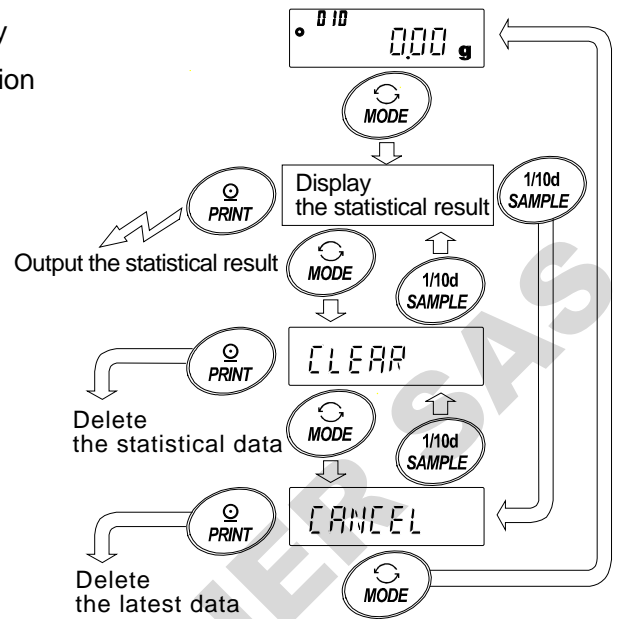 y
ion
010
0.00 g
MODE
Display
the statistical result
1/10d
SAMPLE
PRINT
Output the statistical result
MODE
1/10d
SAMPLE
PRINT
CLEAR
Delete
the statistical data
MODE
1/10d
SAMPLE
PRINT
CANCEL
Delete
the latest data
MODE